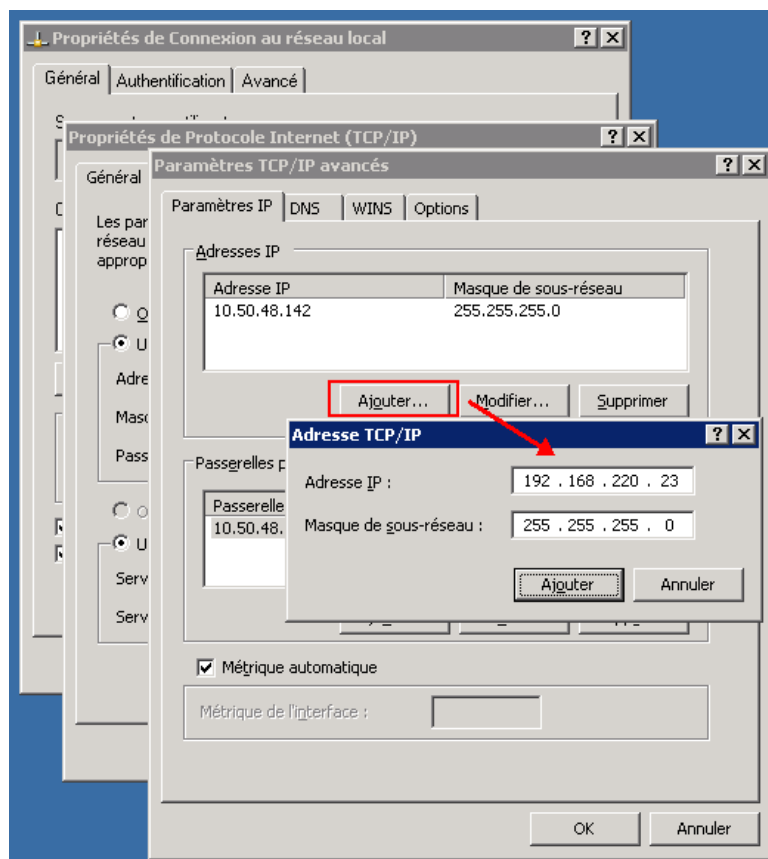 Propriétés de Connexion au réseau local
Général Authentification Avancé
Propriétés de Protocole Internet (TCP/IP)
Général
Paramètres TCP/IP avancés
Paramètres IP DNS WINS Options
Les par
réseau
approp
Adresses IP
Adresse IP Masque de sous-réseau
10.50.48.142 255.255.255.0
O
U
Adre
Masq
Pass
Ajouter... Modifier... Supprimer
Adresse TCP/IP
Adresse IP : 192 . 168 . 220 . 23
Masque de sous-réseau : 255 . 255 . 255 . 0
Ajouter Annuler
Passerelles p
Passerelle
10.50.48.
O
U
Serv
Serv
Métrique automatique
Métrique de l'interface :
OK Annuler